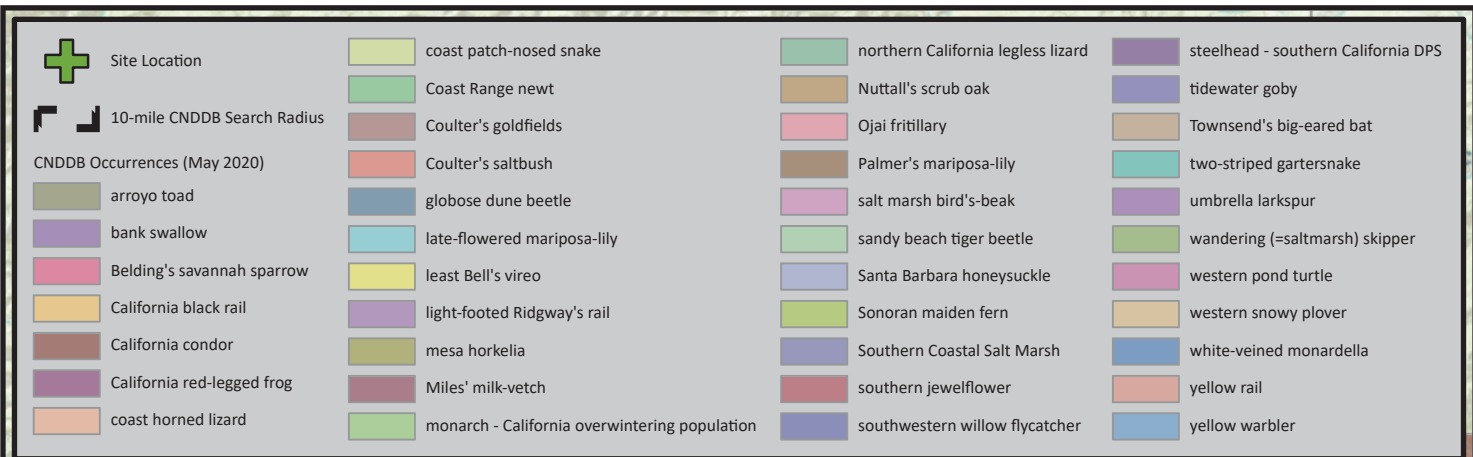 Site Location
10-mile CNDDB Search Radius
CNDDB Occurrences (May 2020)
arroyo toad
bank swallow
Belding's savannah sparrow
California black rail
California condor
California red-legged frog
coast horned lizard
coast patch-nosed snake
Coast Range newt
Coulter's goldfields
Coulter's saltbush
globose dune beetle
late-flowered mariposa-lily
least Bell's vireo
light-footed Ridgway's rail
mesa horkelia
Miles' milk-vetch
monarch - California overwintering population
northern California legless lizard
Nuttall's scrub oak
Ojai fritillary
Palmer's mariposa-lily
salt marsh bird's-beak
sandy beach tiger beetle
Santa Barbara honeysuckle
Sonoran maiden fern
Southern Coastal Salt Marsh
southern jewelflower
southwestern willow flycatcher
steelhead - southern California DPS
tidewater goby
Townsend's big-eared bat
two-striped gartersnake
umbrella larkspur
wandering (=saltmarsh) skipper
western pond turtle
western snowy plover
white-veined monardella
yellow rail
yellow warbler